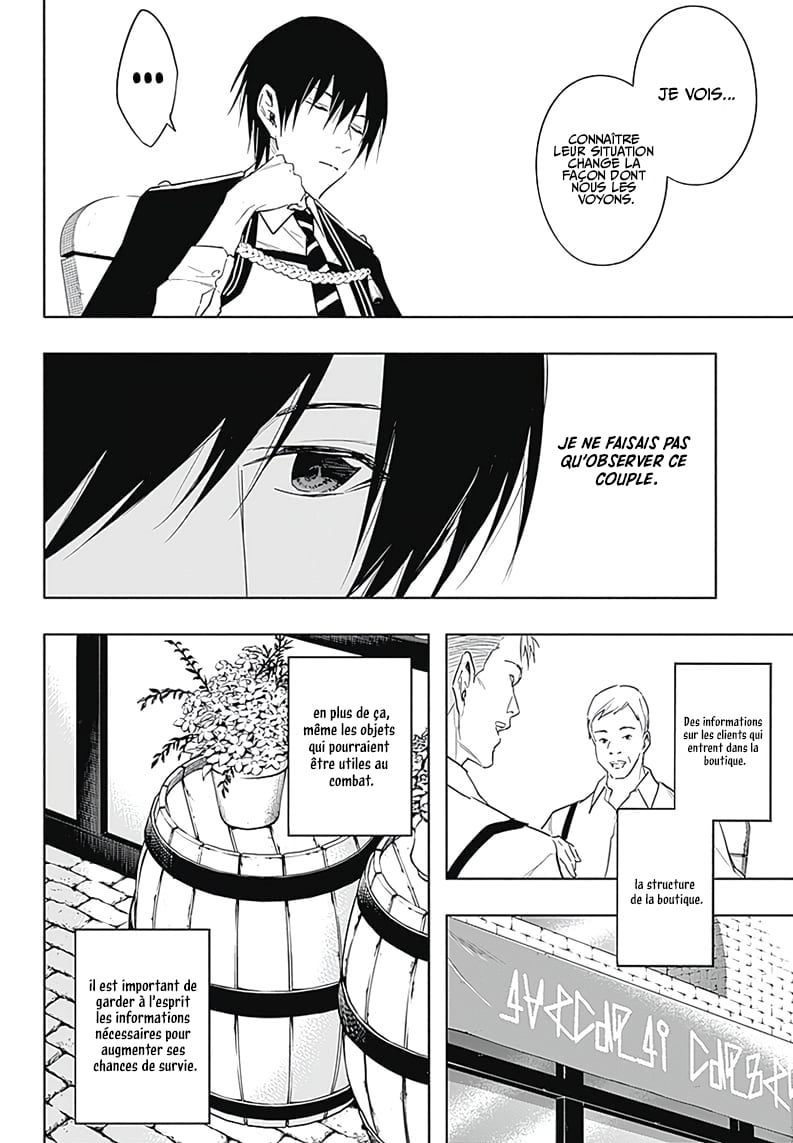 JE VOIS...
CONNAÎTRE
LEUR SITUATION
CHANGE LA
FAÇON DONT
NOUS LES
VOYONS.
...
JE NE FAISAIS PAS
QU'OBSERVER CE
COUPLE.
Des informations
sur les clients qui
entrent dans la
boutique.
la structure
de la boutique.
en plus de ça,
même les objets
qui pourraient
être utiles au
combat.
il est important de
garder à l'esprit
les informations
nécessaires pour
augmenter ses
chances de survie.